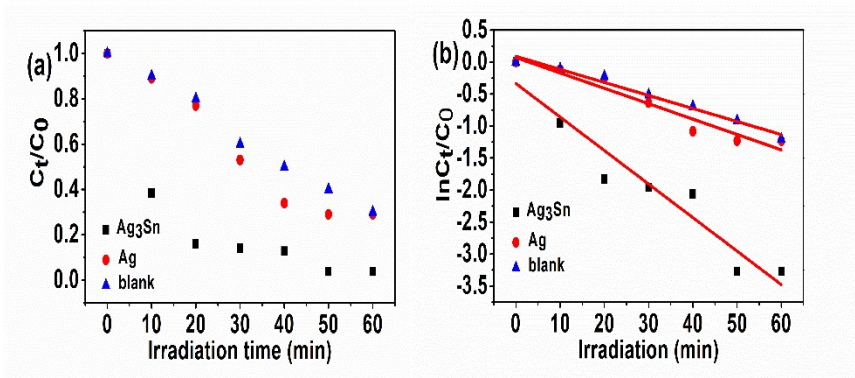 (a)
Ct/C0
1.0
0.8
0.6
0.4
0.2
0.0
Ag3Sn
Ag
blank
0 10 20 30 40 50 60
Irradiation time (min)
(b)
lnCt/C0
0.5
0.0
-0.5
-1.0
-1.5
-2.0
-2.5
-3.0
-3.5
Ag3Sn
Ag
blank
0 10 20 30 40 50 60
Irradiation (min)